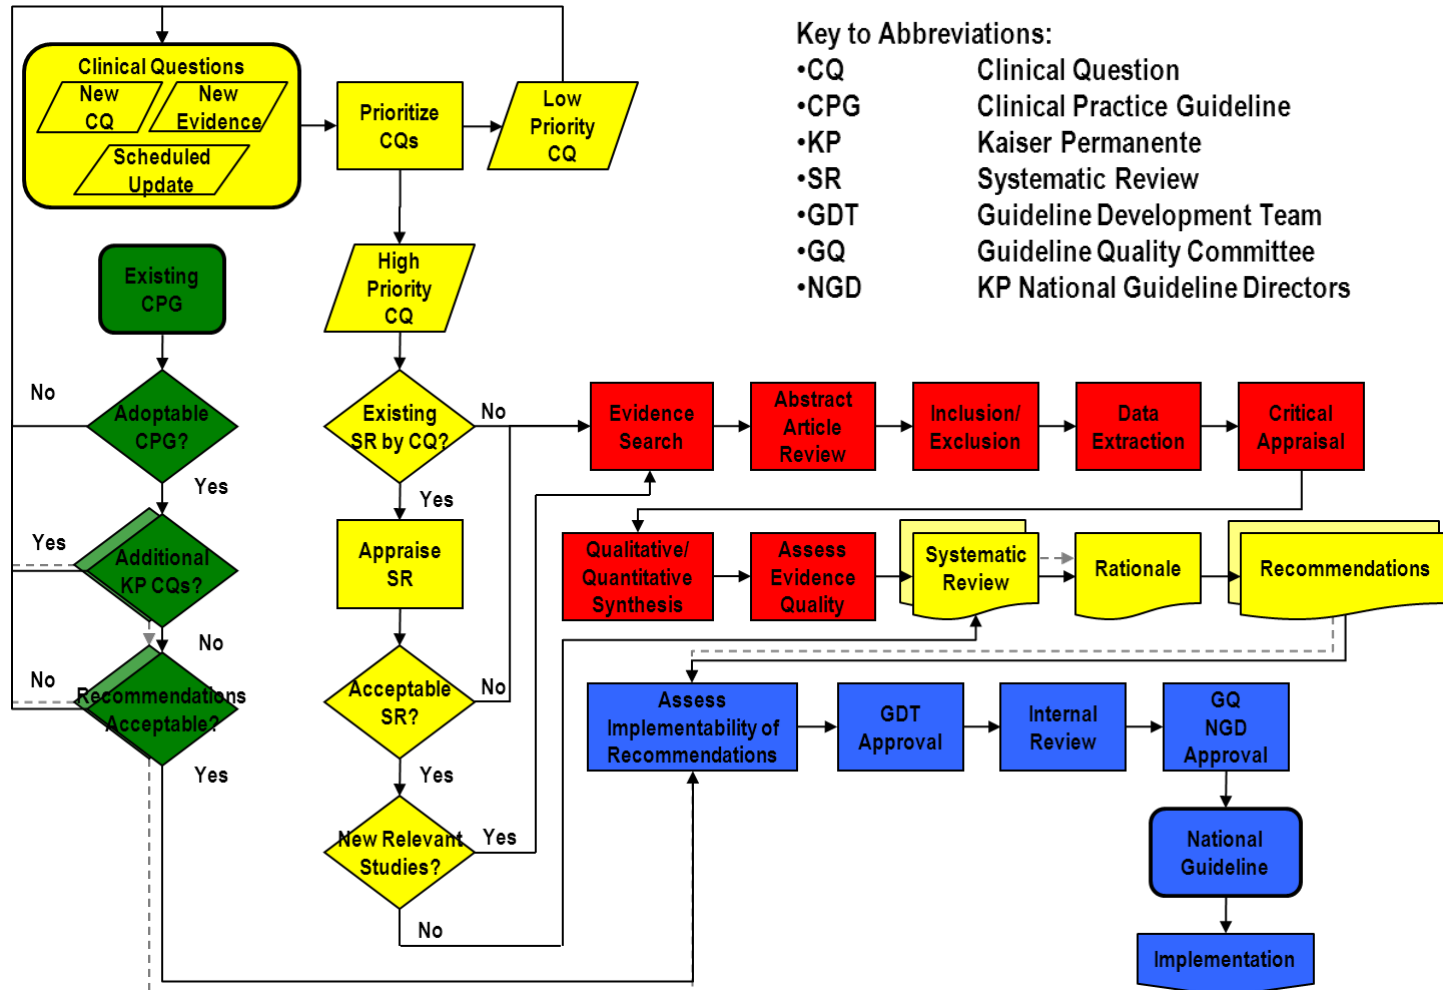 Key to Abbreviations:
•CQ Clinical Question
•CPG Clinical Practice Guideline
•KP Kaiser Permanente
•SR Systematic Review
•GDT Guideline Development Team
•GQ Guideline Quality Committee
•NGD KP National Guideline Directors
Clinical Questions
New
CQ
New
Evidence
Scheduled
Update
Prioritize
CQs
Low
Priority
CQ
High
Priority
CQ
Existing
CPG
No
Adoptable
CPG?
Yes
Yes
Additional
KP CQs?
No
No
Recommendations
Acceptable?
Yes
Existing
SR by CQ?
No
Yes
Appraise
SR
Acceptable
SR?
No
Yes
New Relevant
Studies?
Yes
No
Evidence
Search
Abstract
Article
Review
Inclusion/
Exclusion
Data
Extraction
Critical
Appraisal
Qualitative/
Quantitative
Synthesis
Assess
Evidence
Quality
Systematic
Review
Rationale
Recommendations
Assess
Implementability of
Recommendations
GDT
Approval
Internal
Review
GQ
NGD
Approval
National
Guideline
Implementation